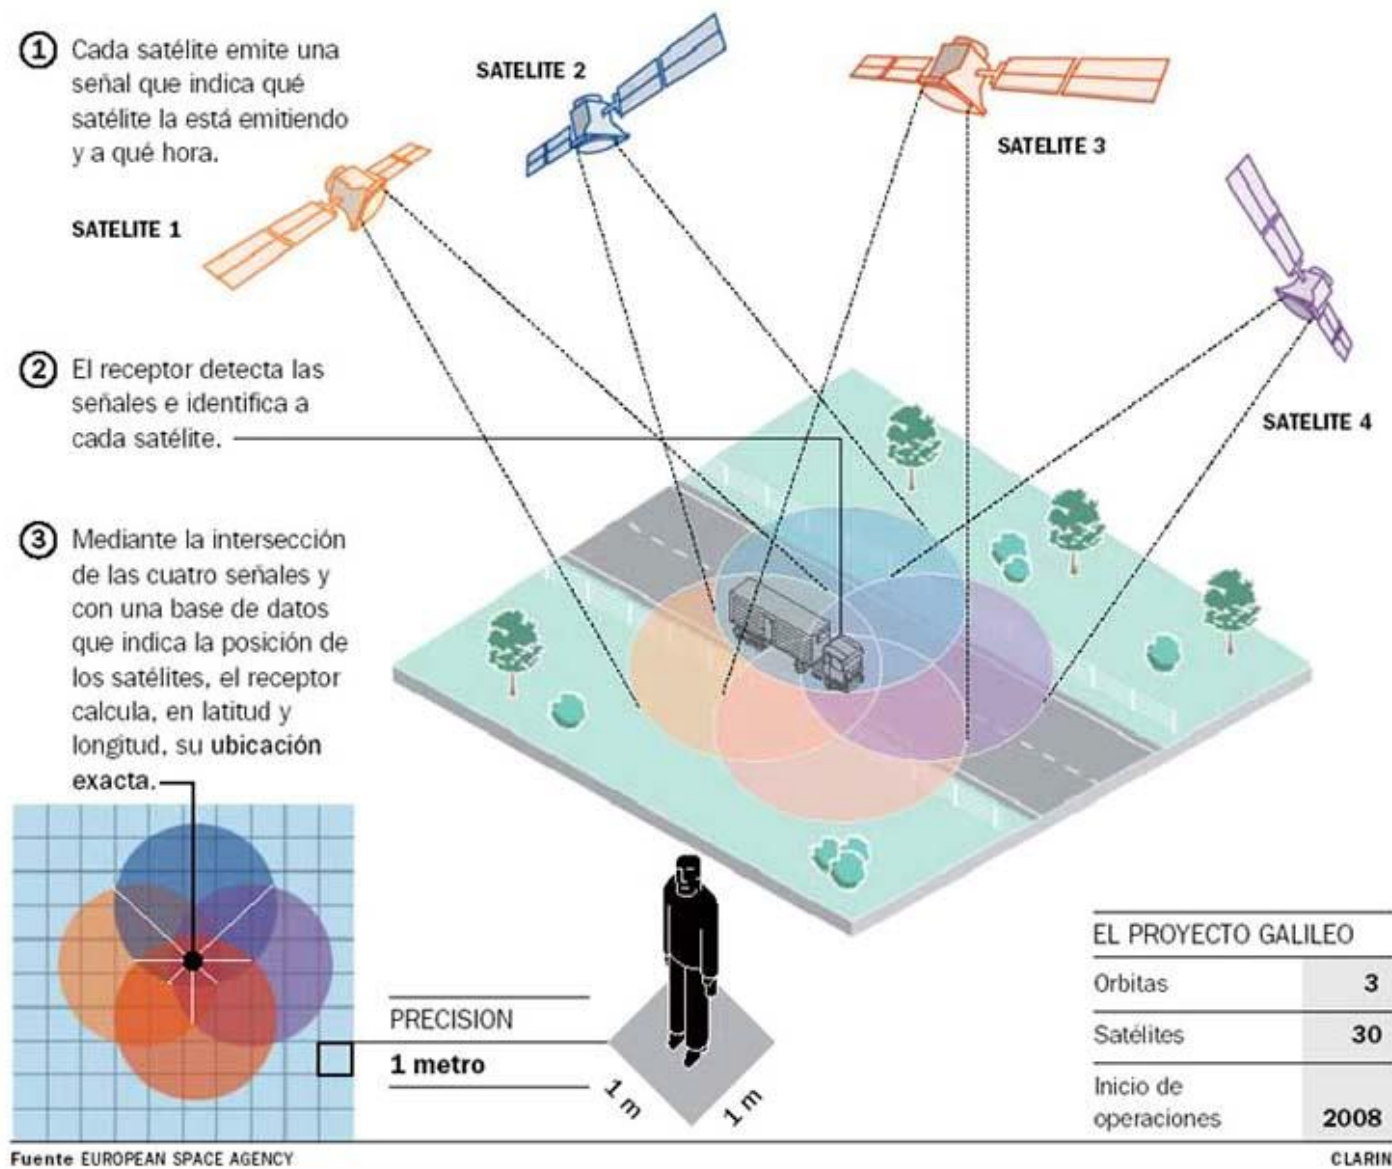 1 Cada satélite emite una
señal que indica qué
satélite la está emitiendo
y a qué hora.
SATELITE 1
SATELITE 2
SATELITE 3
SATELITE 4
2 El receptor detecta las
señales e identifica a
cada satélite.
3 Mediante la intersección
de las cuatro señales y
con una base de datos
que indica la posición de
los satélites, el receptor
calcula, en latitud y
longitud, su ubicación
exacta.
PRECISION
1 metro
1 m
1 m
EL PROYECTO GALILEO
Orbitas 3
Satélites 30
Inicio de
operaciones 2008
Fuente EUROPEAN SPACE AGENCY
CLARIN